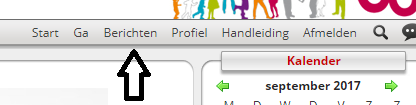 Start Ga Berichten Profiel Handleiding Afmelden
Kalender
september 2017